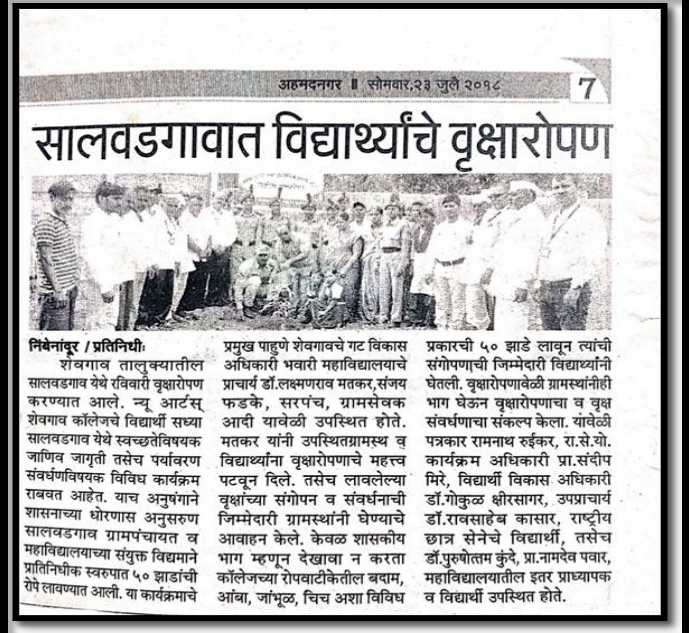 अहमदनगर ॥ सोमवार,२३ जुलै २०१८
7
सालवडगावात विद्यार्थ्यांचे वृक्षारोपण
निंबेनांदूर / प्रतिनिधीः
शेवगाव तालुक्यातील
सालवडगाव येथे रविवारी वृक्षारोपण
करण्यात आले. न्यू आर्टस्
शेवगाव कॉलेजचे विद्यार्थी सध्या
सालवडगाव येथे स्वच्छतेविषयक
जाणिव जागृती तसेच पर्यावरण
संवर्धणविषयक विविध कार्यक्रम
राबवत आहेत. याच अनुषंगाने
शासनाच्या धोरणास अनुसरुण
सालवडगाव ग्रामपंचायत व
महाविद्यालयाच्या संयुक्त विद्यमाने
प्रातिनिधीक स्वरुपात ५० झाडांची
रोपे लावण्यात आली. या कार्यक्रमाचे
प्रमुख पाहुणे शेवगावचे गट विकास
अधिकारी भवारी महाविद्यालयाचे
प्राचार्य डॉ.लक्ष्मणराव मतकर,संजय
फडके, सरपंच, ग्रामसेवक
आदी यावेळी उपस्थित होते.
मतकर यांनी उपस्थितग्रामस्थ व
विद्यार्थ्यांना वृक्षारोपणाचे महत्त्व
पटवून दिले. तसेच लावलेल्या
वृक्षांच्या संगोपन व संवर्धनाची
जिम्मेदारी ग्रामस्थांनी घेण्याचे
आवाहन केले. केवळ शासकीय
भाग म्हणून देखावा न करता
कॉलेजच्या रोपवाटीकेतील बदाम,
आंबा, जांभूळ, चिच अशा विविध
प्रकारची ५० झाडे लावून त्यांची
संगोपणाची जिम्मेदारी विद्यार्थ्यांनी
घेतली. वृक्षारोपणावेळी ग्रामस्थांनीही
भाग घेऊन वृक्षारोपणाचा व वृक्ष
संवर्धणाचा संकल्प केला. यावेळी
पत्रकार रामनाथ रुईकर, रा.से.यो.
कार्यक्रम अधिकारी प्रा.संदीप
मिरे, विद्यार्थी विकास अधिकारी
डॉ.गोकुळ क्षीरसागर, उपप्राचार्य
डॉ.रावसाहेब कासार, राष्ट्रीय
छात्र सेनेचे विद्यार्थी, तसेच
डॉ.पुरुषोत्तम कुंदे, प्रा.नामदेव पवार,
महाविद्यालयातील इतर प्राध्यापक
व विद्यार्थी उपस्थित होते.